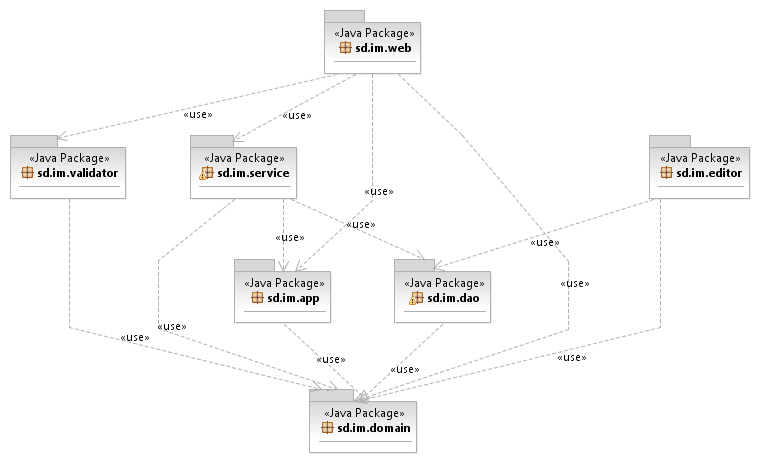 «Java Package»
sd.im.web
«use»
«use»
«Java Package»
sd.im.validator
«Java Package»
sd.im.service
«Java Package»
sd.im.editor
«use»
«use»
«use»
«use»
«Java Package»
sd.im.app
«Java Package»
sd.im.dao
«use»
«use»
«use»
«use»
«use»
«use»
«Java Package»
sd.im.domain